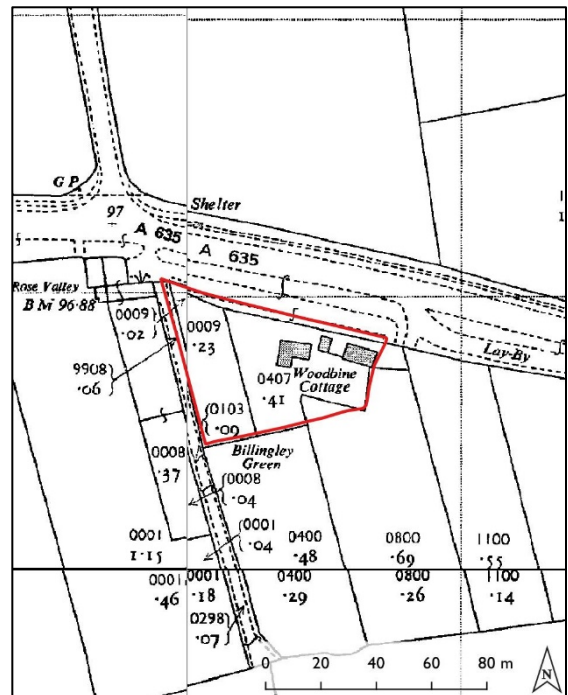 G P
97
Shelter
A 635
A 635
Rose Valley
B M 96·88
0009
·02
0009
·23
9908
·06
0407
·41
Woodbine
Cottage
Lay-By
0103
·09
Billingley
Green
0008
·37
0008
·04
0001
·04
0001
1·15
0400
·48
0800
·69
1100
·55
0001
·46
0001
·18
0400
·29
0800
·26
1100
·14
0298
·07
0 20 40 60 80 m
N